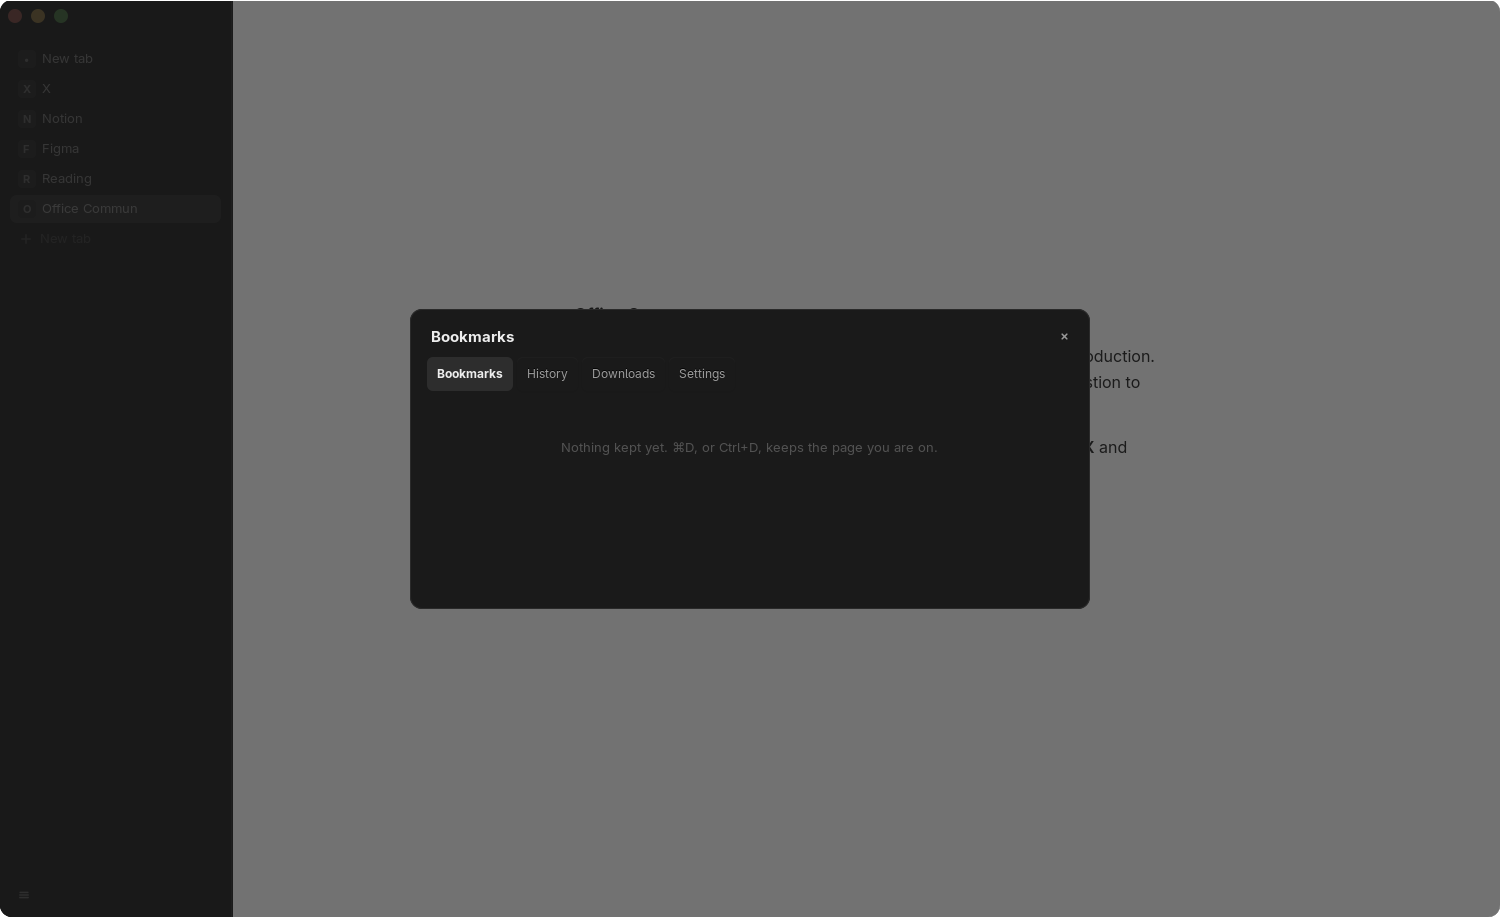 New tab
X X
N Notion
F Figma
R Reading
O Office Commun
+ New tab
Bookmarks
×
Bookmarks History Downloads Settings
oduction.
tion to
Nothing kept yet. ⌘D, or Ctrl+D, keeps the page you are on.
X and